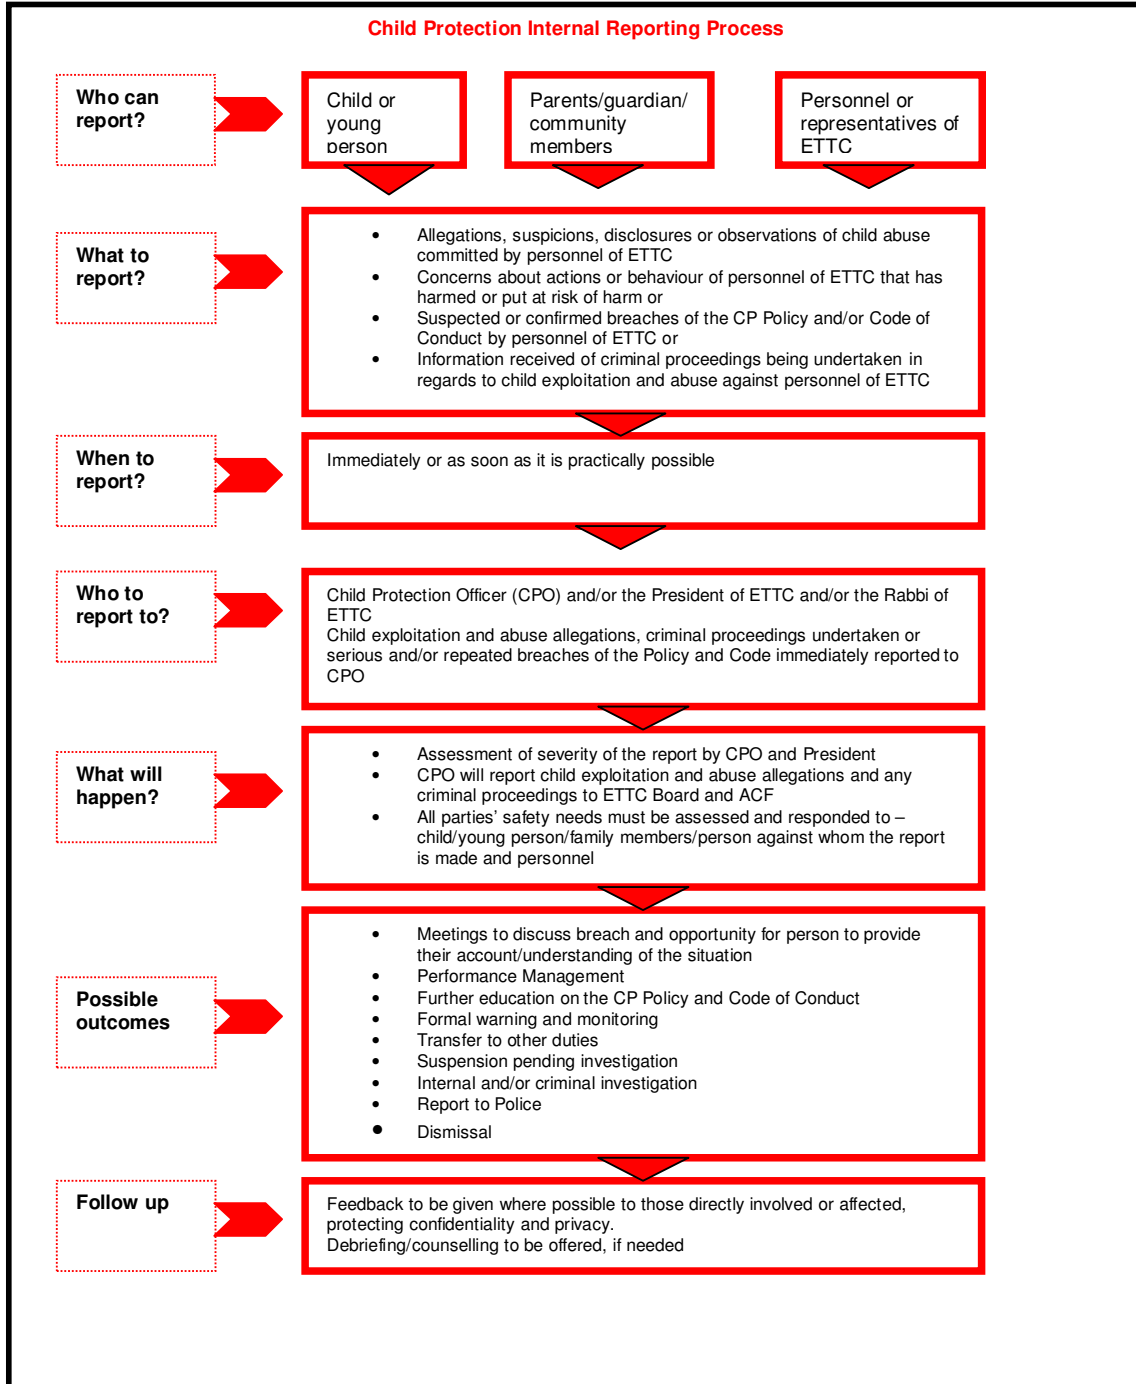 Child Protection Internal Reporting Process
Who can
report?
Child or
young
person
Parents/guardian/
community
members
Personnel or
representatives of
ETTC
What to
report?
• Allegations, suspicions, disclosures or observations of child abuse
committed by personnel of ETTC
• Concerns about actions or behaviour of personnel of ETTC that has
harmed or put at risk of harm or
• Suspected or confirmed breaches of the CP Policy and/or Code of
Conduct by personnel of ETTC or
• Information received of criminal proceedings being undertaken in
regards to child exploitation and abuse against personnel of ETTC
When to
report?
Immediately or as soon as it is practically possible
Who to
report to?
Child Protection Officer (CPO) and/or the President of ETTC and/or the Rabbi of
ETTC
Child exploitation and abuse allegations, criminal proceedings undertaken or
serious and/or repeated breaches of the Policy and Code immediately reported to
CPO
What will
happen?
• Assessment of severity of the report by CPO and President
• CPO will report child exploitation and abuse allegations and any
criminal proceedings to ETTC Board and ACF
• All parties’ safety needs must be assessed and responded to –
child/young person/family members/person against whom the report
is made and personnel
Possible
outcomes
• Meetings to discuss breach and opportunity for person to provide
their account/understanding of the situation
• Performance Management
• Further education on the CP Policy and Code of Conduct
• Formal warning and monitoring
• Transfer to other duties
• Suspension pending investigation
• Internal and/or criminal investigation
• Report to Police
• Dismissal
Follow up
Feedback to be given where possible to those directly involved or affected,
protecting confidentiality and privacy.
Debriefing/counselling to be offered, if needed